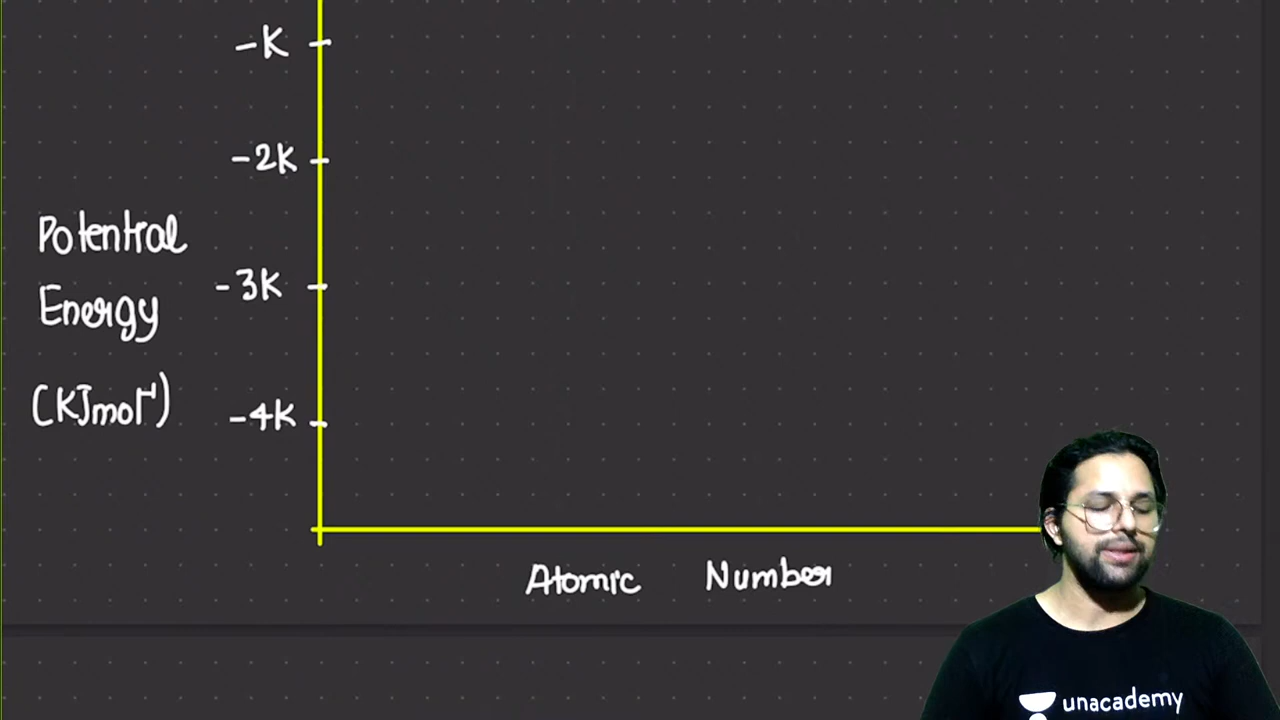 -K
-2K
Potential
Energy
(KJmol⁻¹)
-3K
-4K
Atomic Number
unacademy